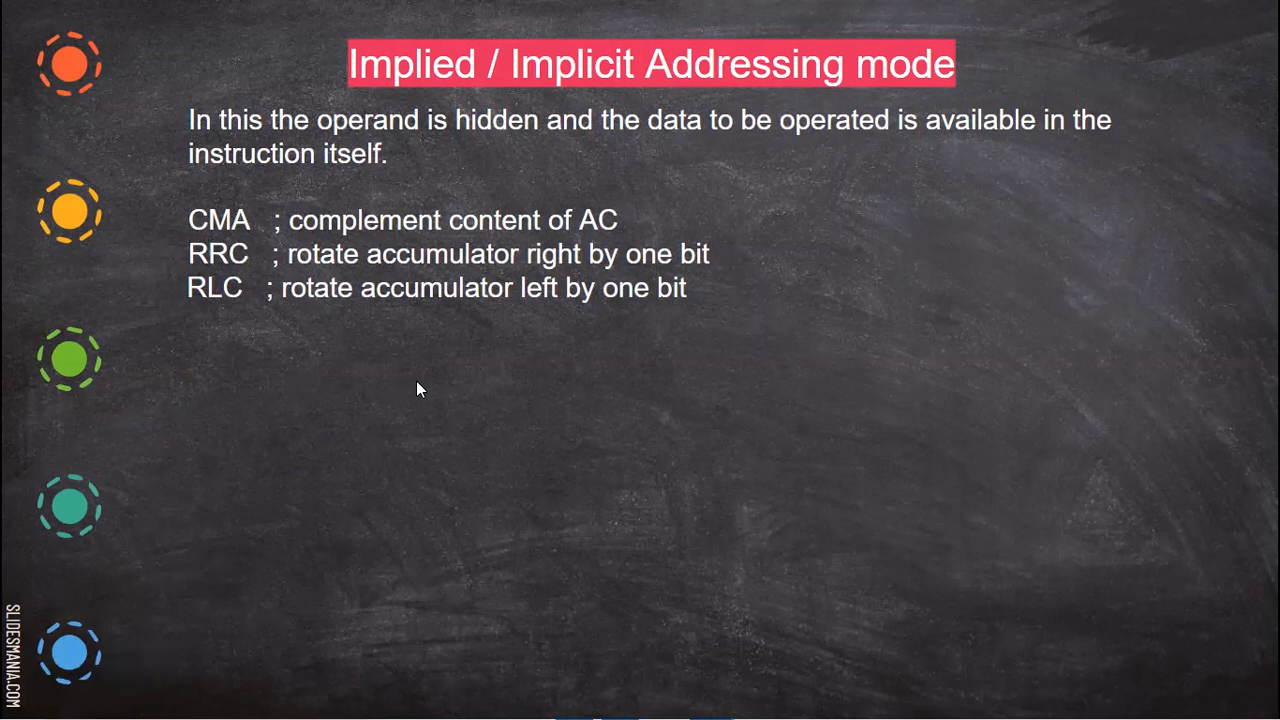 Implied / Implicit Addressing mode
In this the operand is hidden and the data to be operated is available in the
instruction itself.
CMA ; complement content of AC
RRC ; rotate accumulator right by one bit
RLC ; rotate accumulator left by one bit
SLIDESMANIA.COM